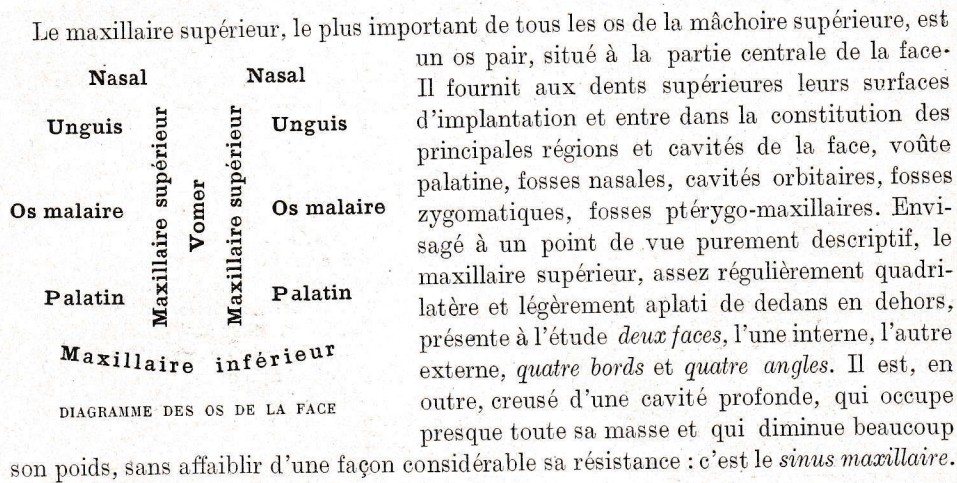 Le maxillaire supérieur, le plus important de tous les os de la mâchoire supérieure, est
un os pair, situé à la partie centrale de la face.
Il fournit aux dents supérieures leurs surfaces
d'implantation et entre dans la constitution des
principales régions et cavités de la face, voûte
palatine, fosses nasales, cavités orbitaires, fosses
zygomatiques, fosses ptérygo-maxillaires. Envi-
sagé à un point de vue purement descriptif, le
maxillaire supérieur, assez régulièrement quadri-
latère et légèrement aplati de dedans en dehors,
présente à l'étude deux faces, l'une interne, l'autre
externe, quatre bords et quatre angles. Il est, en
outre, creusé d'une cavité profonde, qui occupe
presque toute sa masse et qui diminue beaucoup
son poids, sans affaiblir d'une façon considérable sa résistance : c'est le sinus maxillaire.
Nasal Nasal
Unguis Unguis
Maxillaire supérieur
Vomer
Maxillaire supérieur
Os malaire Os malaire
Palatin Palatin
Maxillaire inférieur
DIAGRAMME DES OS DE LA FACE